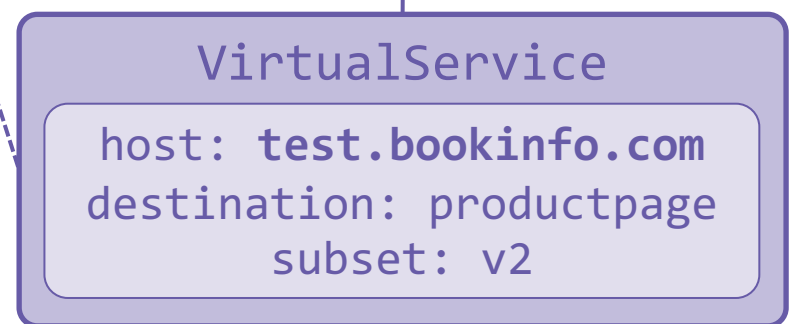 VirtualService
host: test.bookinfo.com
destination: productpage
subset: v2